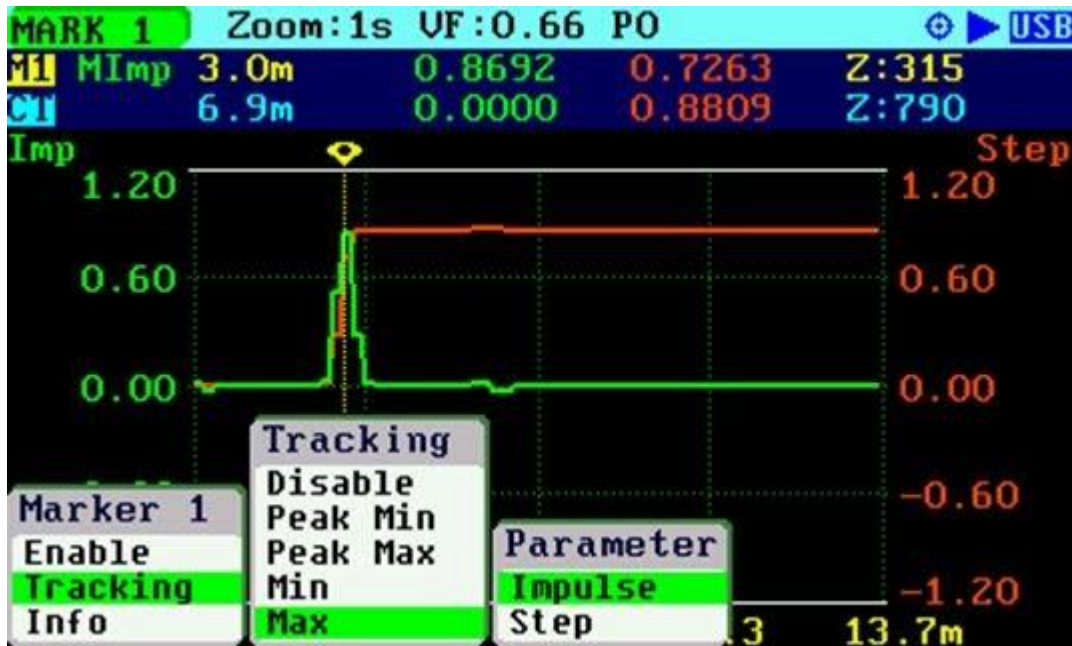 MARK 1 Zoom:1s VF:0.66 PO USB
M1 MImp 3.0m 0.8692 0.7263 Z:315
CT 6.9m 0.0000 0.8809 Z:790
Imp Step
1.20 1.20
0.60 0.60
0.00 0.00
-0.60
-1.20
13.7m
Marker 1
Enable
Tracking
Info
Tracking
Disable
Peak Min
Peak Max
Min
Max
Parameter
Impulse
Step